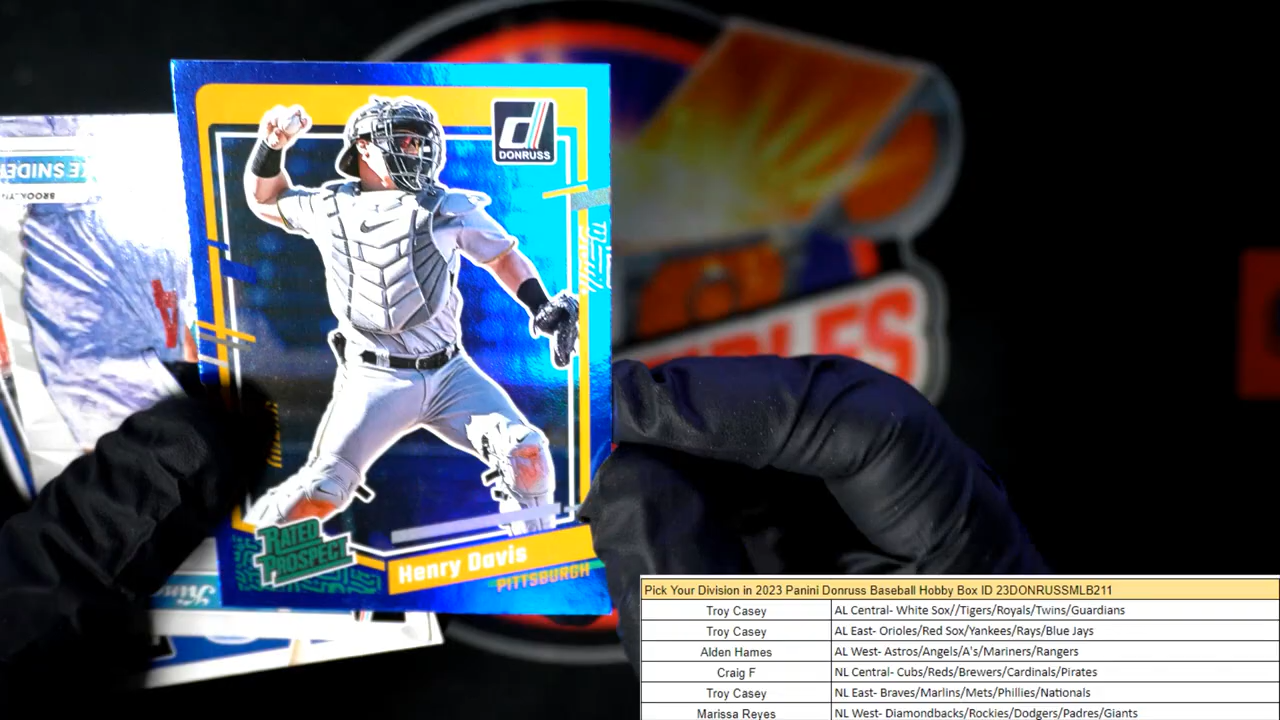 DONRUSS
E SNIDER
BROOKLYN
RATED
PROSPECT
Henry Davis
PITTSBURGH
Pick Your Division in 2023 Panini Donruss Baseball Hobby Box ID 23DONRUSSMLB211
Troy Casey AL Central- White Sox//Tigers/Royals/Twins/Guardians
Troy Casey AL East- Orioles/Red Sox/Yankees/Rays/Blue Jays
Alden Hames AL West- Astros/Angels/A's/Mariners/Rangers
Craig F NL Central- Cubs/Reds/Brewers/Cardinals/Pirates
Troy Casey NL East- Braves/Marlins/Mets/Phillies/Nationals
Marissa Reyes NL West- Diamondbacks/Rockies/Dodgers/Padres/Giants